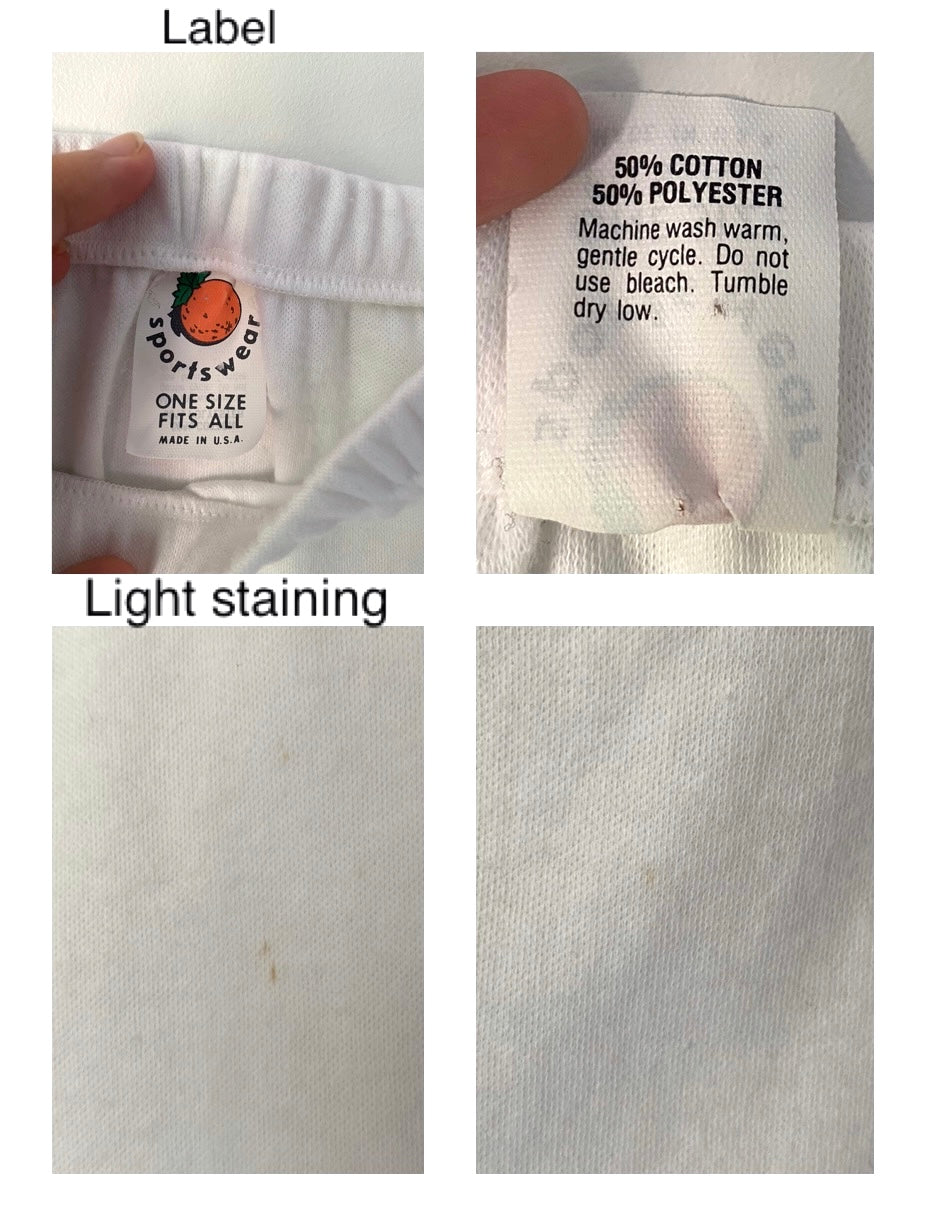 Label
sportswear
ONE SIZE
FITS ALL
MADE IN U.S.A.
50% COTTON
50% POLYESTER
Machine wash warm,
gentle cycle. Do not
use bleach. Tumble
dry low.
Light staining